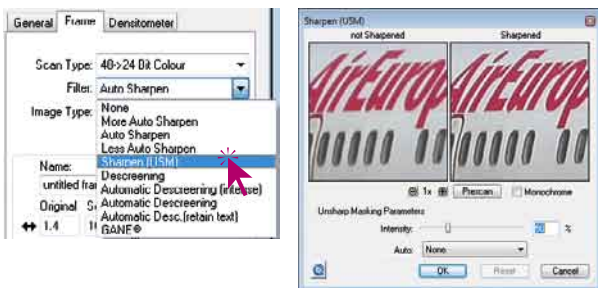 General Frame Densitometer
Scan Type: 48->24 Bit Colour
Filter: Auto Sharpen
Image Type:
None
More Auto Sharpen
Auto Sharpen
Less Auto Sharpen
Sharpen (USM)
Descreening
Automatic Descreening (intense)
Automatic Descreening
Automatic Desc.(retain text)
GANE®
Name:
untitled fra
Original
1.4
Sharpen (USM)
not Sharpened Sharpened
AirEurop AirEurop
1x Prescan Monochrome
Unsharp Masking Parameters
Intensity: %
Auto: None
OK Reset Cancel